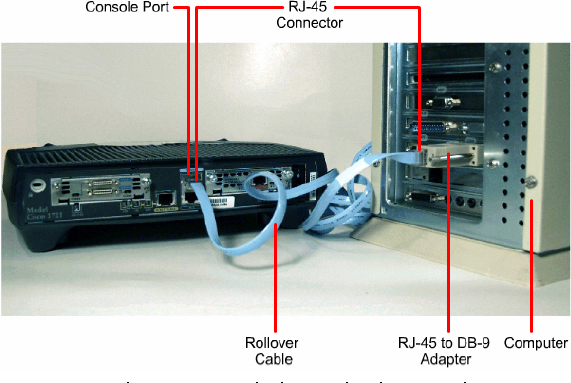 Console Port
RJ-45
Connector
Model
Cisco 1721
Rollover
Cable
RJ-45 to DB-9
Adapter
Computer